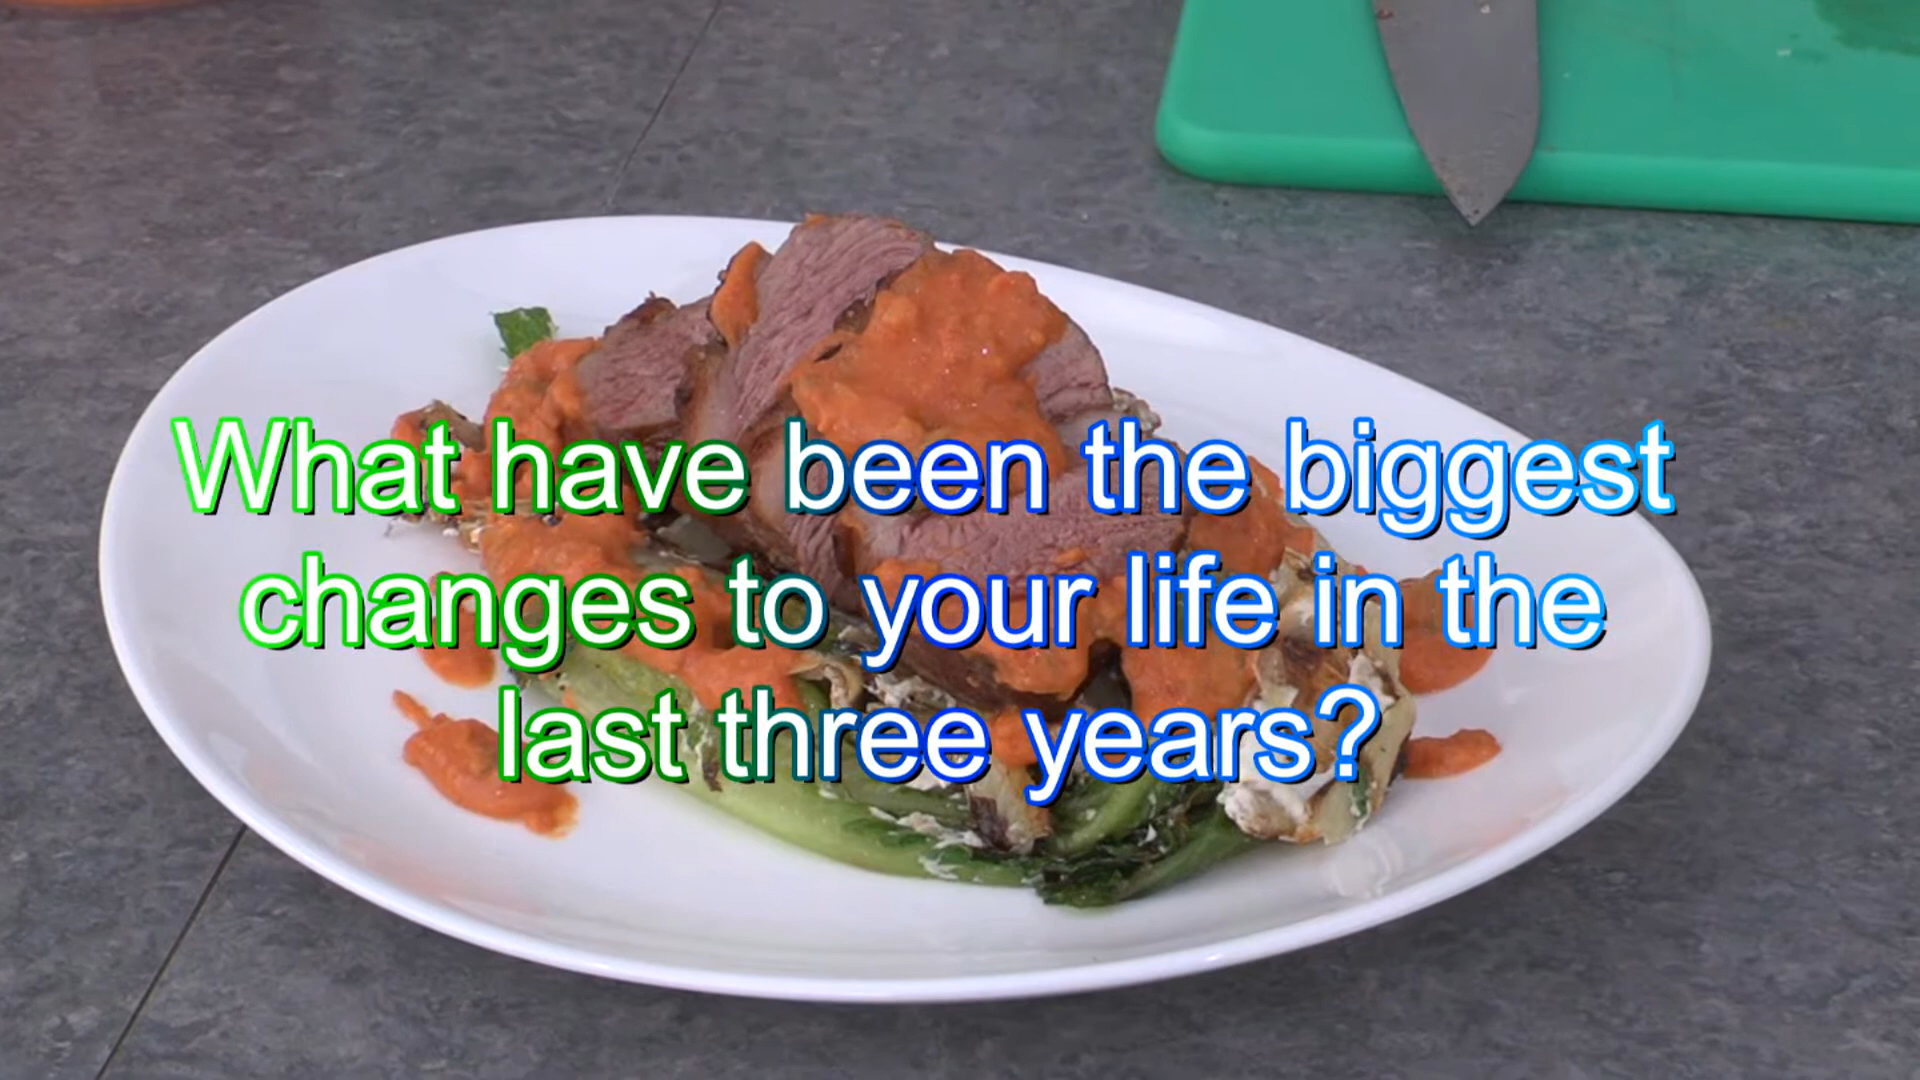 What have been the biggest
changes to your life in the
last three years?